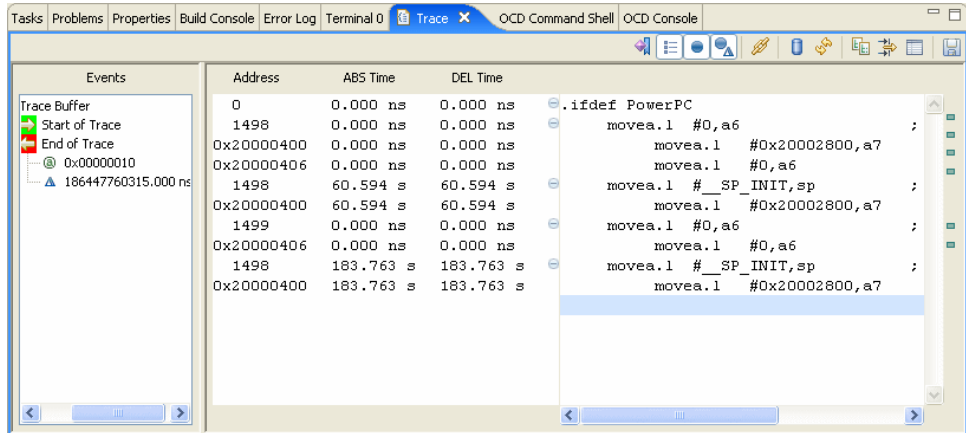 Tasks Problems Properties Build Console Error Log Terminal 0 Trace OCD Command Shell OCD Console
Events Address ABS Time DEL Time
Trace Buffer
Start of Trace
End of Trace
0x00000010
186447760315.000 ns
0 0.000 ns 0.000 ns .ifdef PowerPC
1498 0.000 ns 0.000 ns movea.l #0,a6 ;
0x20000400 0.000 ns 0.000 ns movea.l #0x20002800,a7
0x20000406 0.000 ns 0.000 ns movea.l #0,a6
1498 60.594 s 60.594 s movea.l #__SP_INIT,sp ;
0x20000400 60.594 s 60.594 s movea.l #0x20002800,a7
1499 0.000 ns 0.000 ns movea.l #0,a6 ;
0x20000406 0.000 ns 0.000 ns movea.l #0,a6
1498 183.763 s 183.763 s movea.l #__SP_INIT,sp ;
0x20000400 183.763 s 183.763 s movea.l #0x20002800,a7